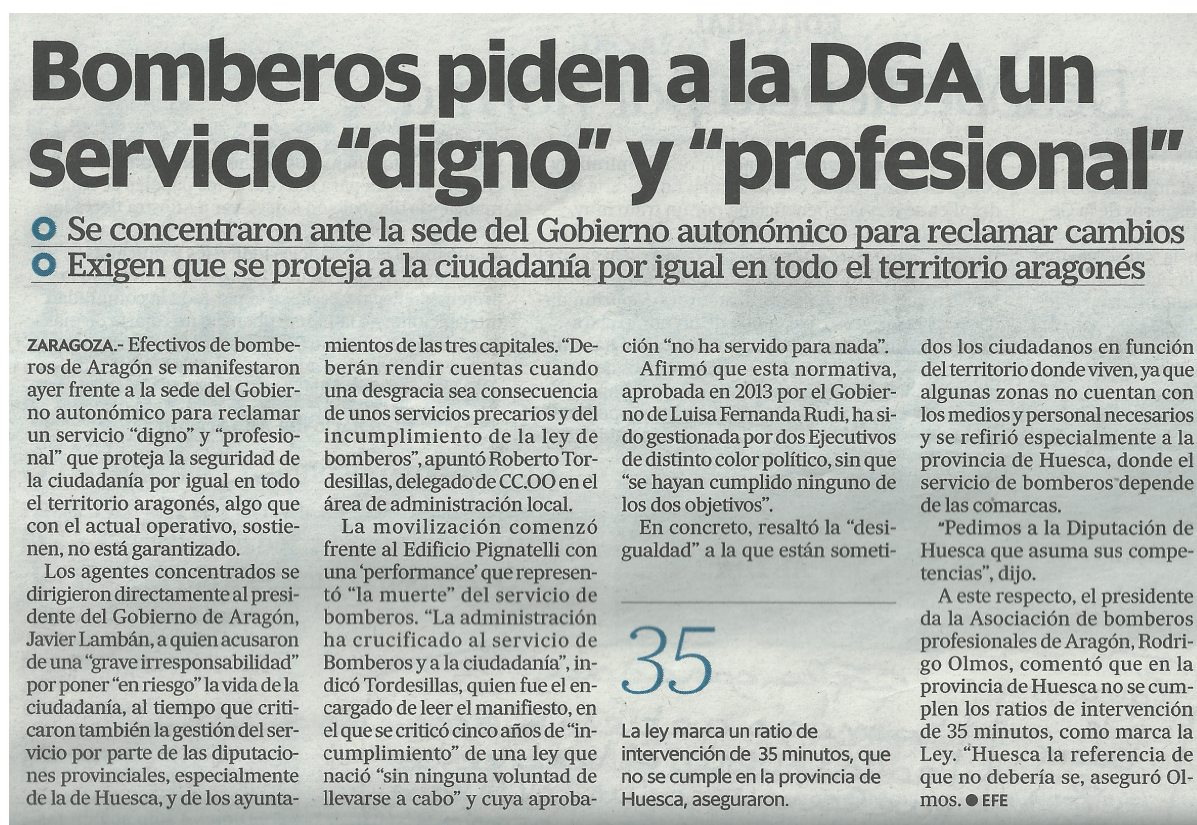 Bomberos piden a la DGA un
servicio “digno” y “profesional”
Se concentraron ante la sede del Gobierno autonómico para reclamar cambios
Exigen que se proteja a la ciudadanía por igual en todo el territorio aragonés
ZARAGOZA.- Efectivos de bombe-
ros de Aragón se manifestaron
ayer frente a la sede del Gobier-
no autonómico para reclamar
un servicio “digno” y “profesio-
nal” que proteja la seguridad de
la ciudadanía por igual en todo
el territorio aragonés, algo que
con el actual operativo, sostie-
nen, no está garantizado.
Los agentes concentrados se
dirigieron directamente al presi-
dente del Gobierno de Aragón,
Javier Lambán, a quien acusaron
de una “grave irresponsabilidad”
por poner “en riesgo” la vida de la
ciudadanía, al tiempo que criti-
caron también la gestión del ser-
vicio por parte de las diputacio-
nes provinciales, especialmente
de la de Huesca, y de los ayunta-
mientos de las tres capitales. “De-
berán rendir cuentas cuando
una desgracia sea consecuencia
de unos servicios precarios y del
incumplimiento de la ley de
bomberos”, apuntó Roberto Tor-
desillas, delegado de CC.OO en el
área de administración local.
La movilización comenzó
frente al Edificio Pignatelli con
una ‘performance’ que represen-
tó “la muerte” del servicio de
bomberos. “La administración
ha crucificado al servicio de
Bomberos y a la ciudadanía”, in-
dicó Tordesillas, quien fue el en-
cargado de leer el manifiesto, en
el que se criticó cinco años de “in-
cumplimiento” de una ley que
nació “sin ninguna voluntad de
llevarse a cabo” y cuya aproba-
ción “no ha servido para nada”.
Afirmó que esta normativa,
aprobada en 2013 por el Gobier-
no de Luisa Fernanda Rudi, ha si-
do gestionada por dos Ejecutivos
de distinto color político, sin que
“se hayan cumplido ninguno de
los dos objetivos”.
En concreto, resaltó la “desi-
gualdad” a la que están someti-
35
La ley marca un ratio de
intervención de 35 minutos, que
no se cumple en la provincia de
Huesca, aseguraron.
dos los ciudadanos en función
del territorio donde viven, ya que
algunas zonas no cuentan con
los medios y personal necesarios
y se refirió especialmente a la
provincia de Huesca, donde el
servicio de bomberos depende
de las comarcas.
“Pedimos a la Diputación de
Huesca que asuma sus compe-
tencias”, dijo.
A este respecto, el presidente
da la Asociación de bomberos
profesionales de Aragón, Rodri-
go Olmos, comentó que en la
provincia de Huesca no se cum-
plen los ratios de intervención
de 35 minutos, como marca la
Ley. “Huesca la referencia de
que no debería se, aseguró Ol-
mos. ● EFE